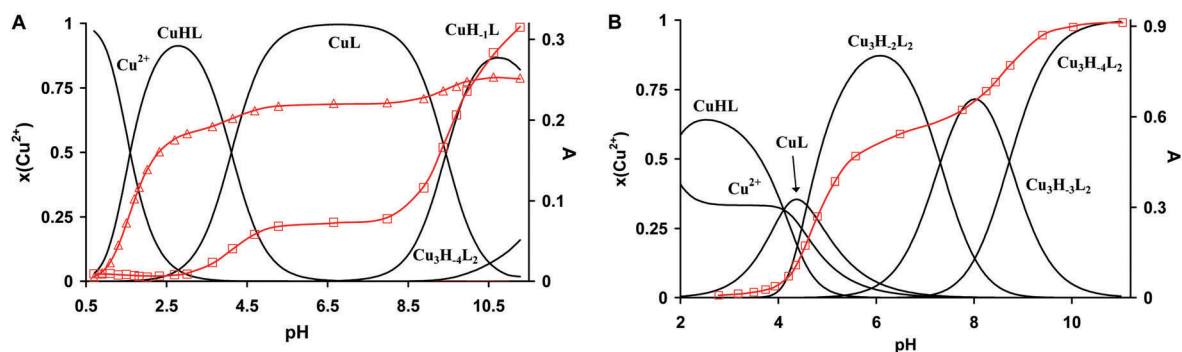 A
Cu²⁺
CuHL
CuL
CuH₋₁L
Cu₃H₋₄L₂
x(Cu²⁺)
1
0.75
0.5
0.25
0
0.5
2.5
4.5
6.5
8.5
10.5
pH
0.3
0.2
0.1
0
A
B
CuHL
Cu²⁺
CuL
Cu₃H₋₂L₂
Cu₃H₋₄L₂
Cu₃H₋₃L₂
x(Cu²⁺)
1
0.75
0.5
0.25
0
2
4
6
8
10
pH
0.9
0.6
0.3
0
A